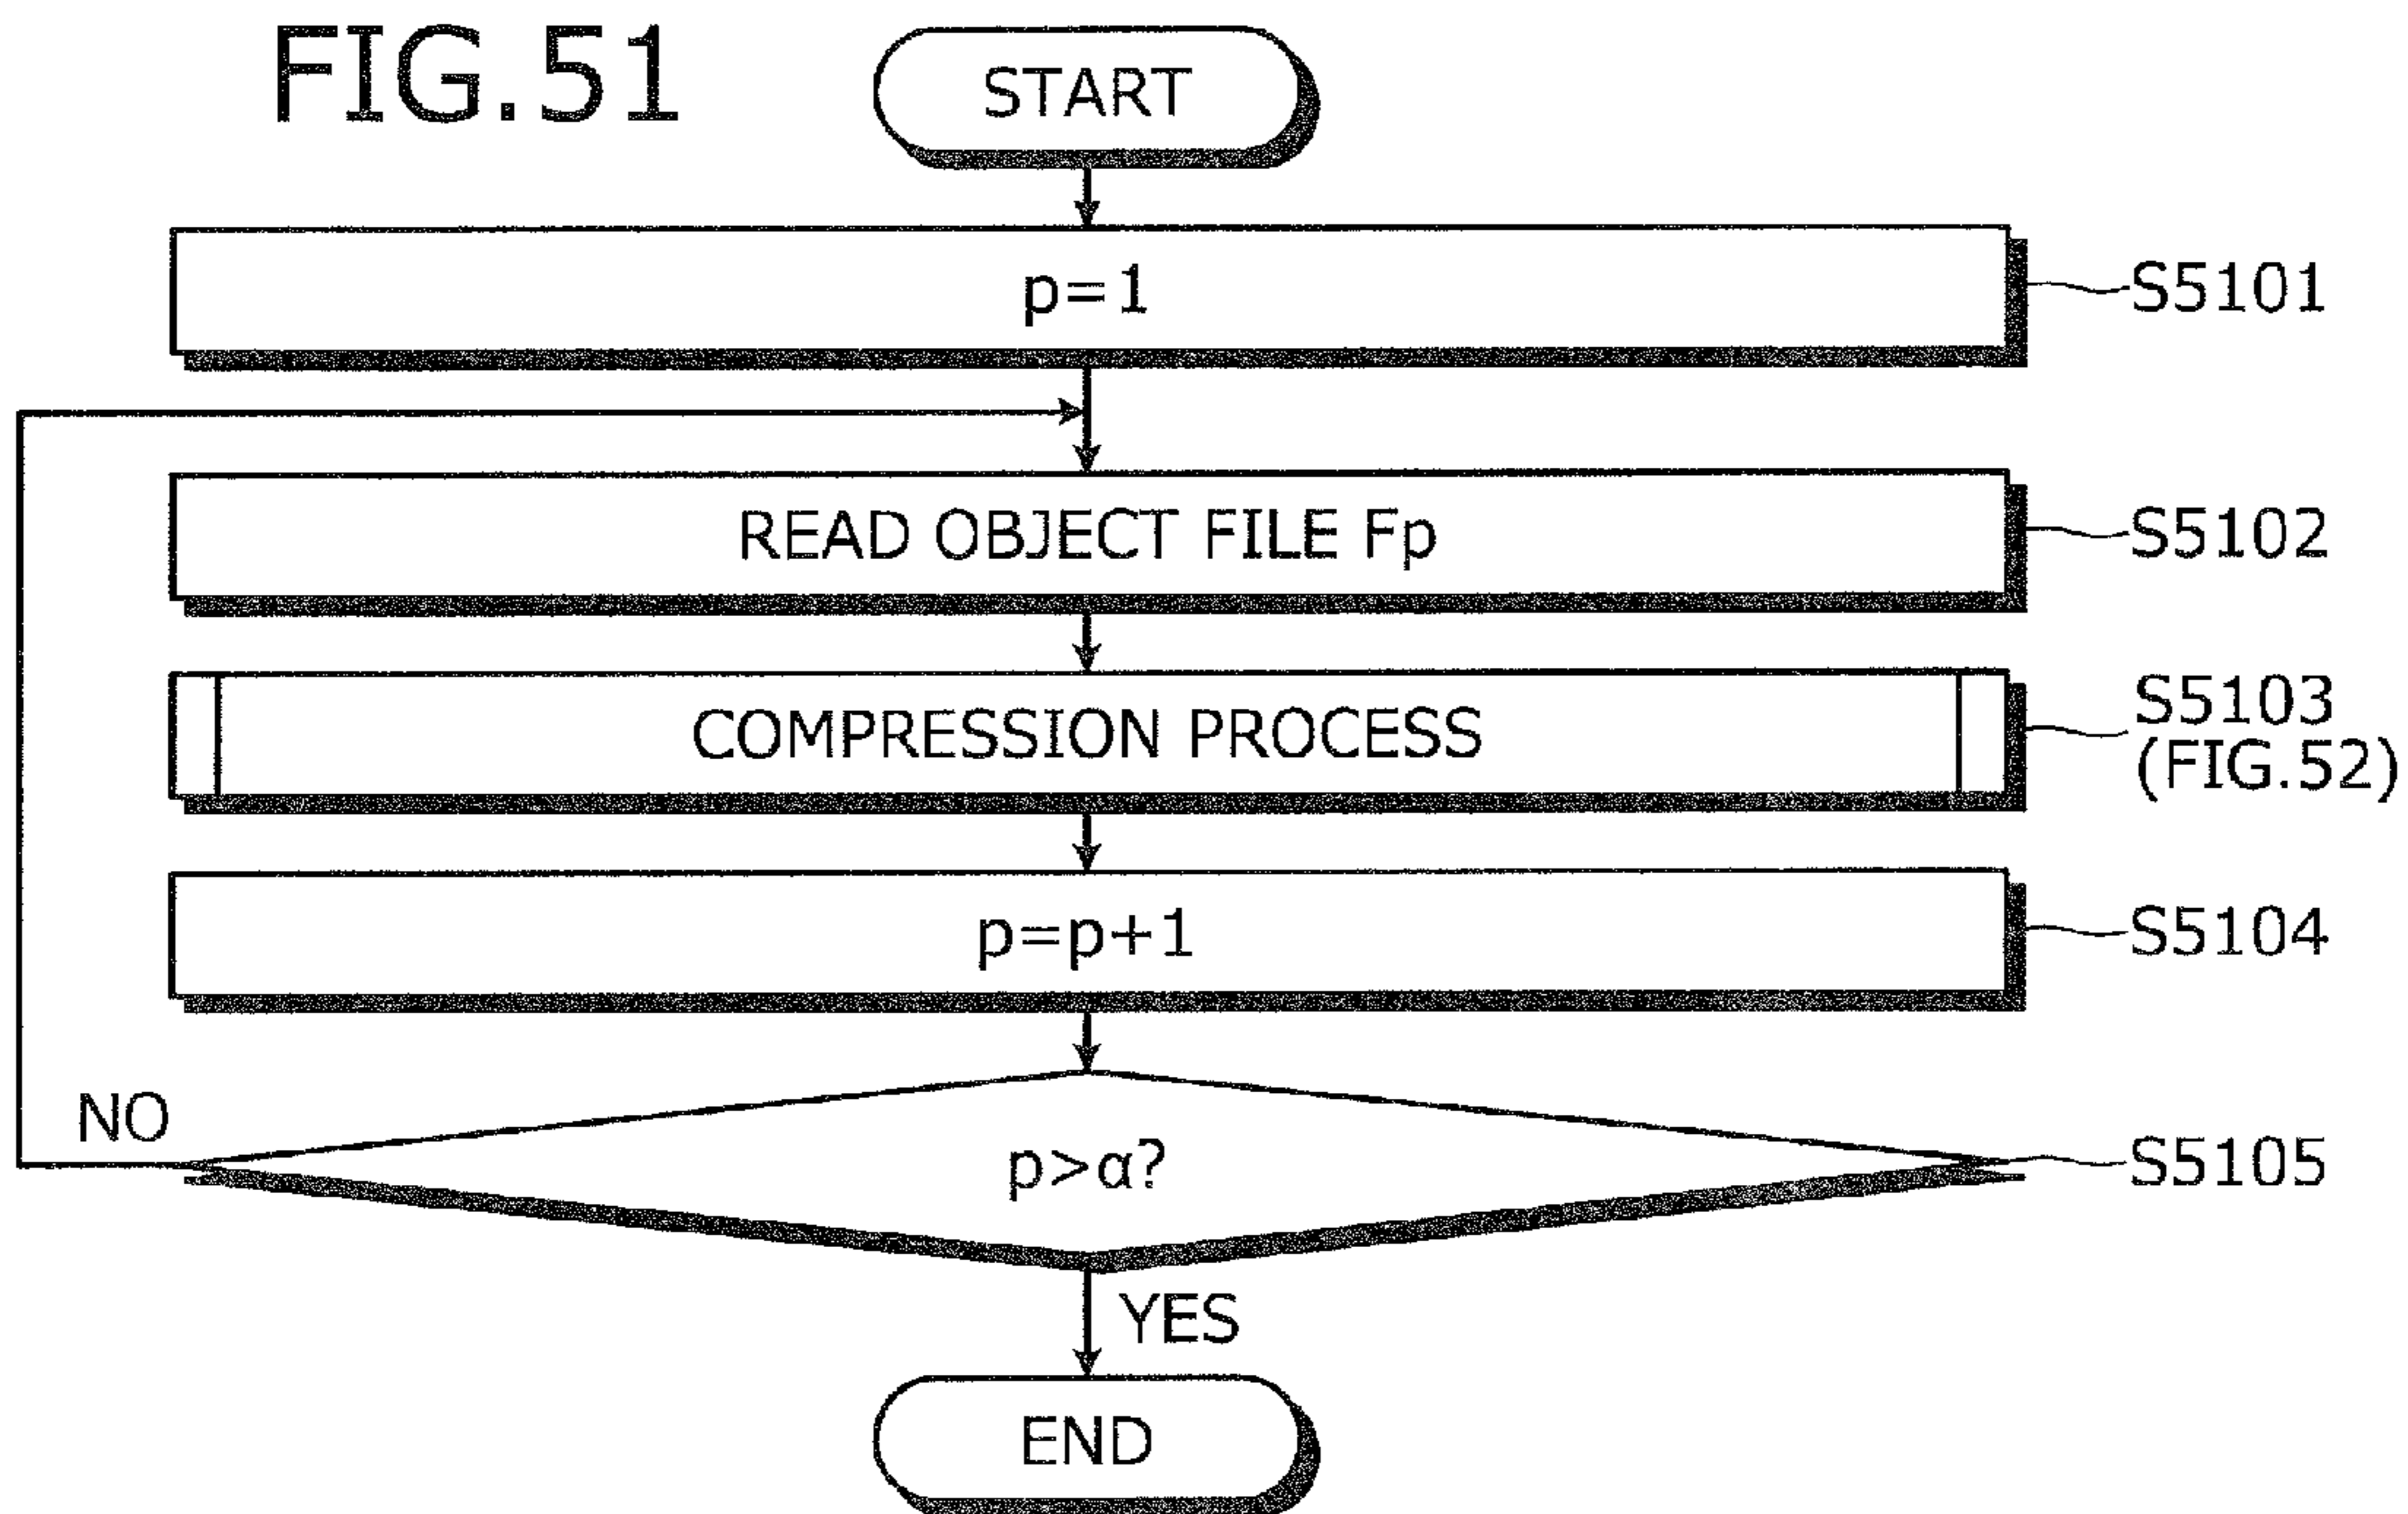 FIG.51
START
p=1
S5101
READ OBJECT FILE Fp
S5102
COMPRESSION PROCESS
S5103
(FIG.52)
p=p+1
S5104
NO
p>α?
S5105
YES
END